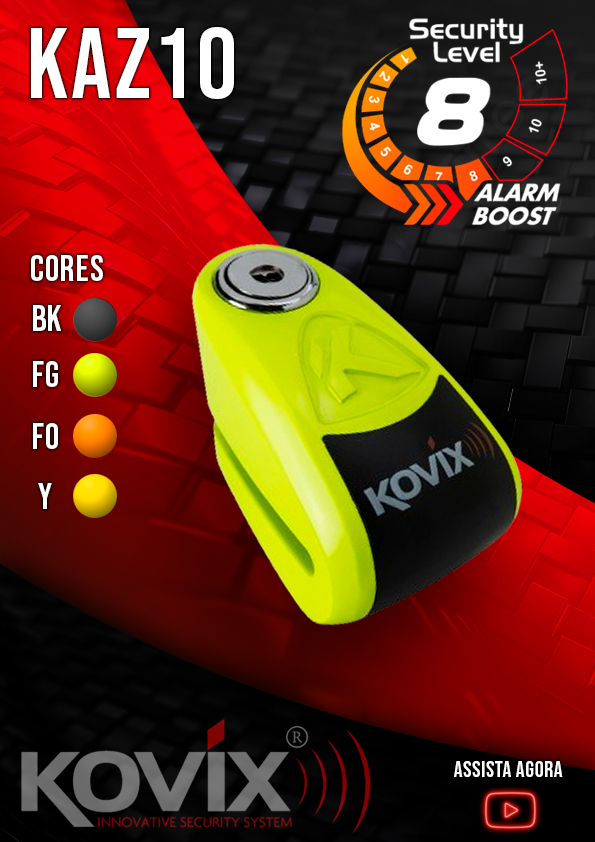 KAZ10
Security
Level
8
1
2
3
4
5
6
7
8
9
10
10+
ALARM
BOOST
CORES
BK
FG
FO
Y
KOVIX
KOVIX®
INNOVATIVE SECURITY SYSTEM
ASSISTA AGORA